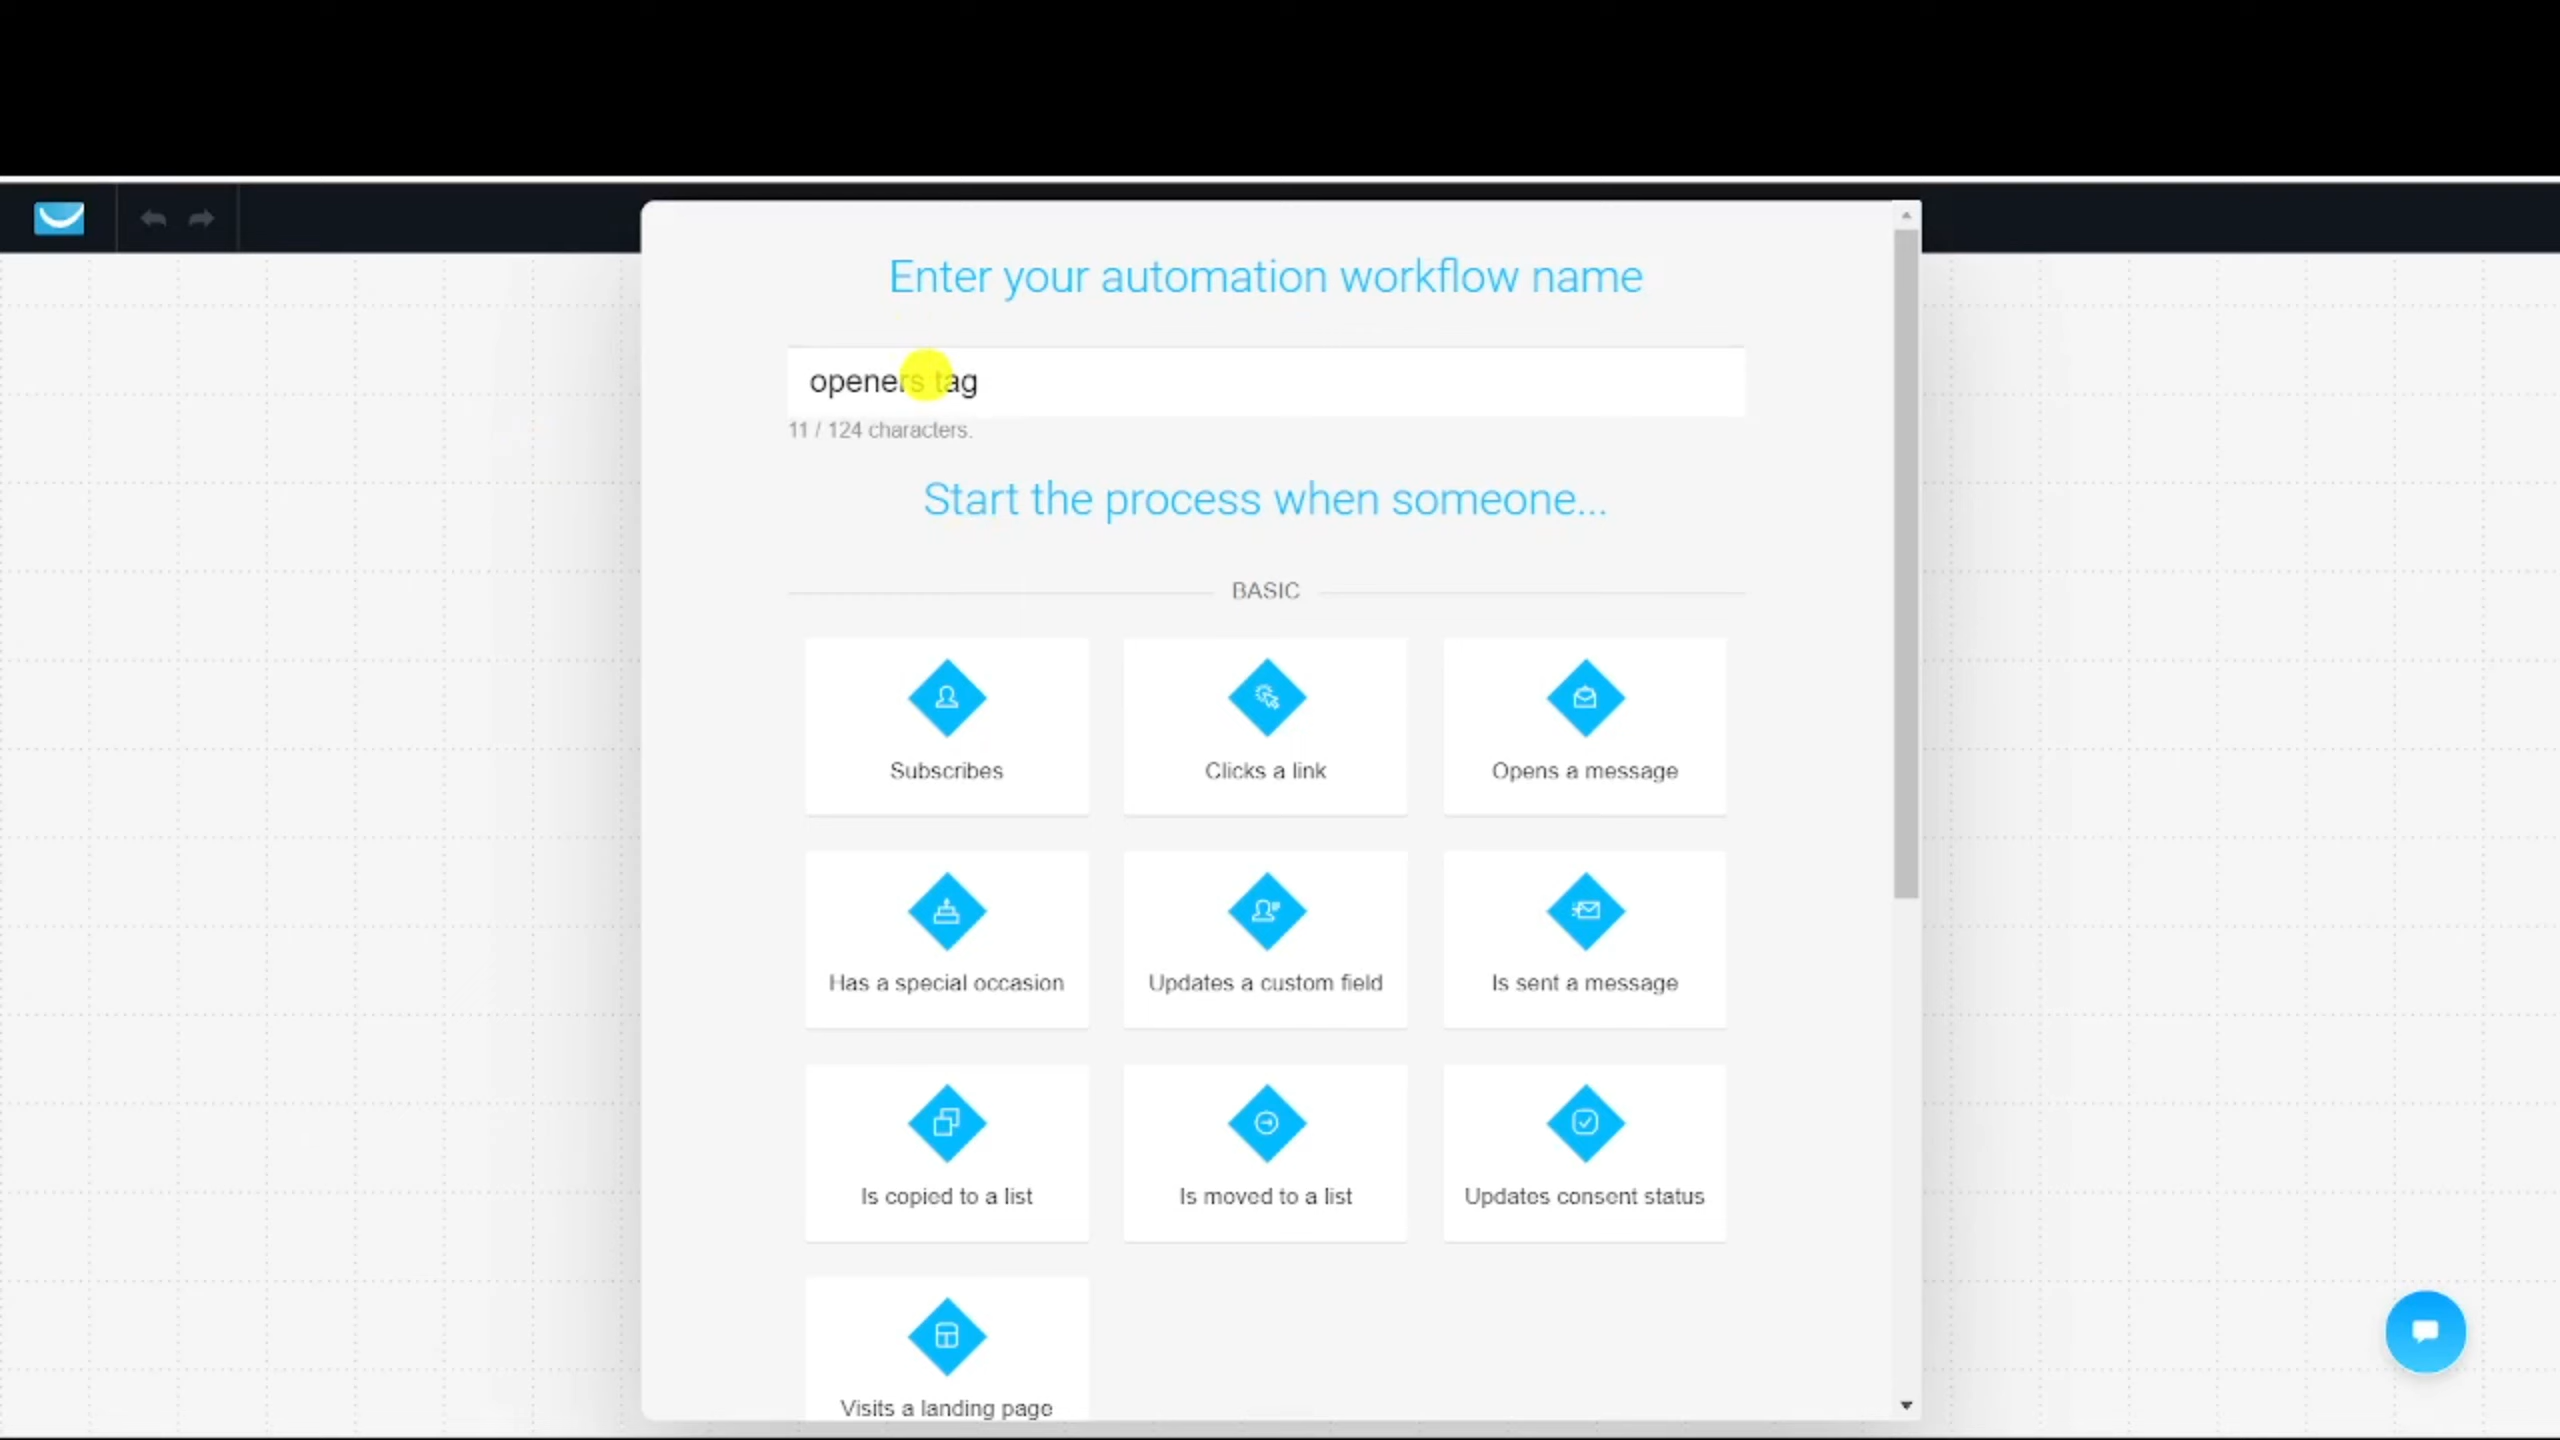 Enter your automation workflow name
openers tag
11 / 124 characters.
Start the process when someone...
BASIC
Subscribes
Clicks a link
Opens a message
Has a special occasion
Updates a custom field
Is sent a message
Is copied to a list
Is moved to a list
Updates consent status
Visits a landing page